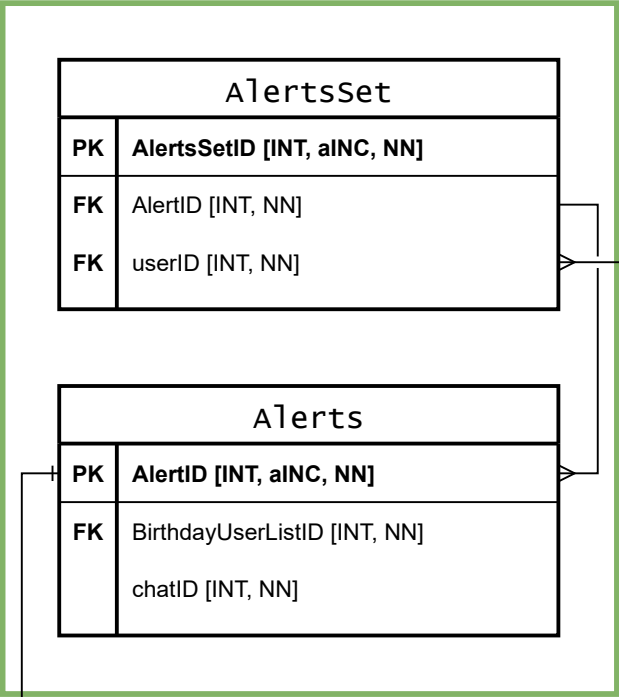 AlertsSet
PK AlertsSetID [INT, aINC, NN]
FK AlertID [INT, NN]
FK userID [INT, NN]
Alerts
PK AlertID [INT, aINC, NN]
FK BirthdayUserListID [INT, NN]
chatID [INT, NN]